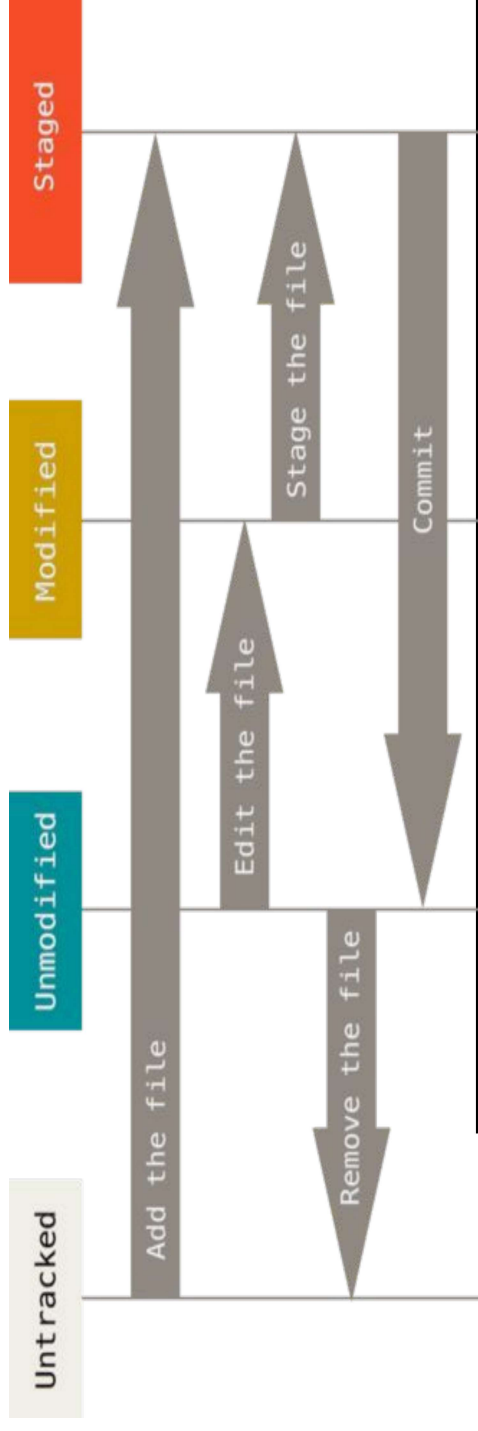 Untracked
Unmodified
Modified
Staged
Add the file
Edit the file
Stage the file
Remove the file
Commit